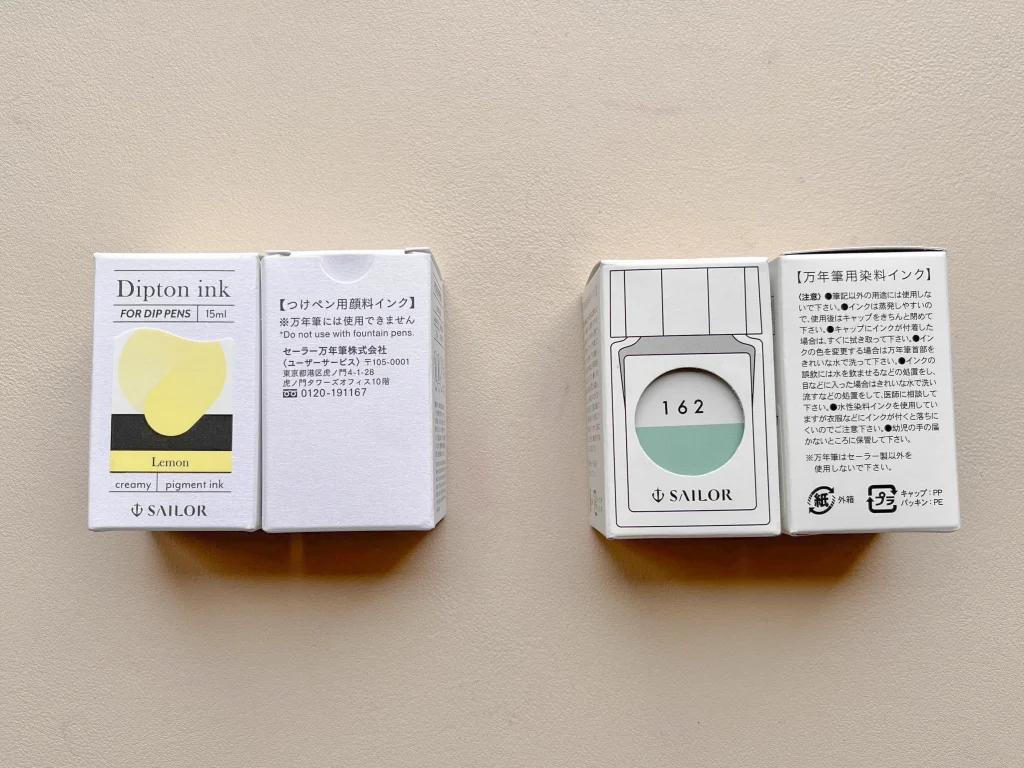 Dipton ink
FOR DIP PENS 15ml
Lemon
creamy pigment ink
SAILOR
【つけペン用顔料インク】
※万年筆には使用できません
*Do not use with fountain pens.
セーラー万年筆株式会社
〈ユーザーサービス〉〒105-0001
東京都港区虎ノ門4-1-28
虎ノ門タワーズオフィス10階
0120-191167
162
SAILOR
【万年筆用染料インク】
〈注意〉●筆記以外の用途には使用しな
いで下さい。●インクは蒸発しやすいの
で、使用後はキャップをきちんと閉めて
下さい。●キャップにインクが付着した
場合は、すぐに拭き取って下さい。●イン
クの色を変更する場合は万年筆首部を
きれいな水で洗って下さい。●インクの
誤飲には水を飲ませるなどの処置をし、
目などに入った場合はきれいな水で洗い
流すなどの処置をして、医師に相談して
下さい。●水性染料インクを使用してい
ますが衣服などにインクが付くと落ちに
くいのでご注意下さい。●幼児の手の届
かないところに保管して下さい。
※万年筆はセーラー製以外を
使用しないで下さい。
紙 外箱 プラ キャップ：PP
パッキン：PE